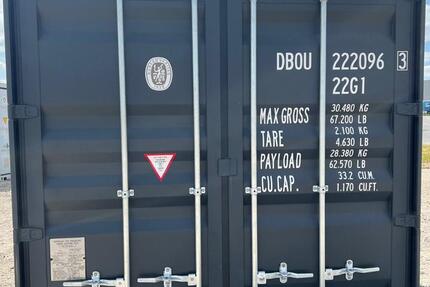 DBOU 222096 3
22G1
MAX GROSS 30.480 KG
67.200 LB
TARE 2.100 KG
4.630 LB
PAYLOAD 28.380 KG
62.570 LB
CU.CAP. 33.2 CU.M.
1.170 CU.FT.